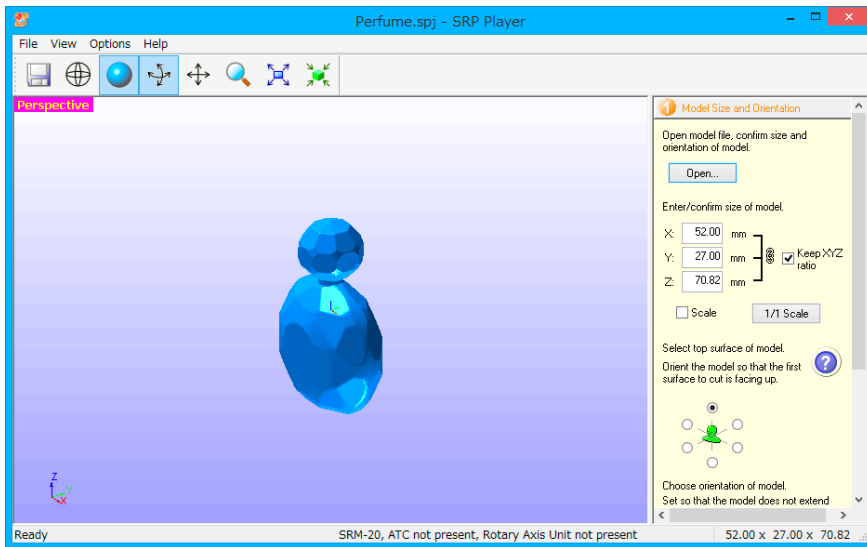 Perfume.spj - SRP Player
File View Options Help
Perspective
1 Model Size and Orientation
Open model file, confirm size and
orientation of model.
Open...
Enter/confirm size of model.
X: 52.00 mm
Y: 27.00 mm
Keep XYZ
ratio
Z: 70.82 mm
Scale 1/1 Scale
Select top surface of model.
Orient the model so that the first
surface to cut is facing up.
?
Choose orientation of model.
Set so that the model does not extend
Z
Y
X
Ready SRM-20, ATC not present, Rotary Axis Unit not present 52.00 x 27.00 x 70.82